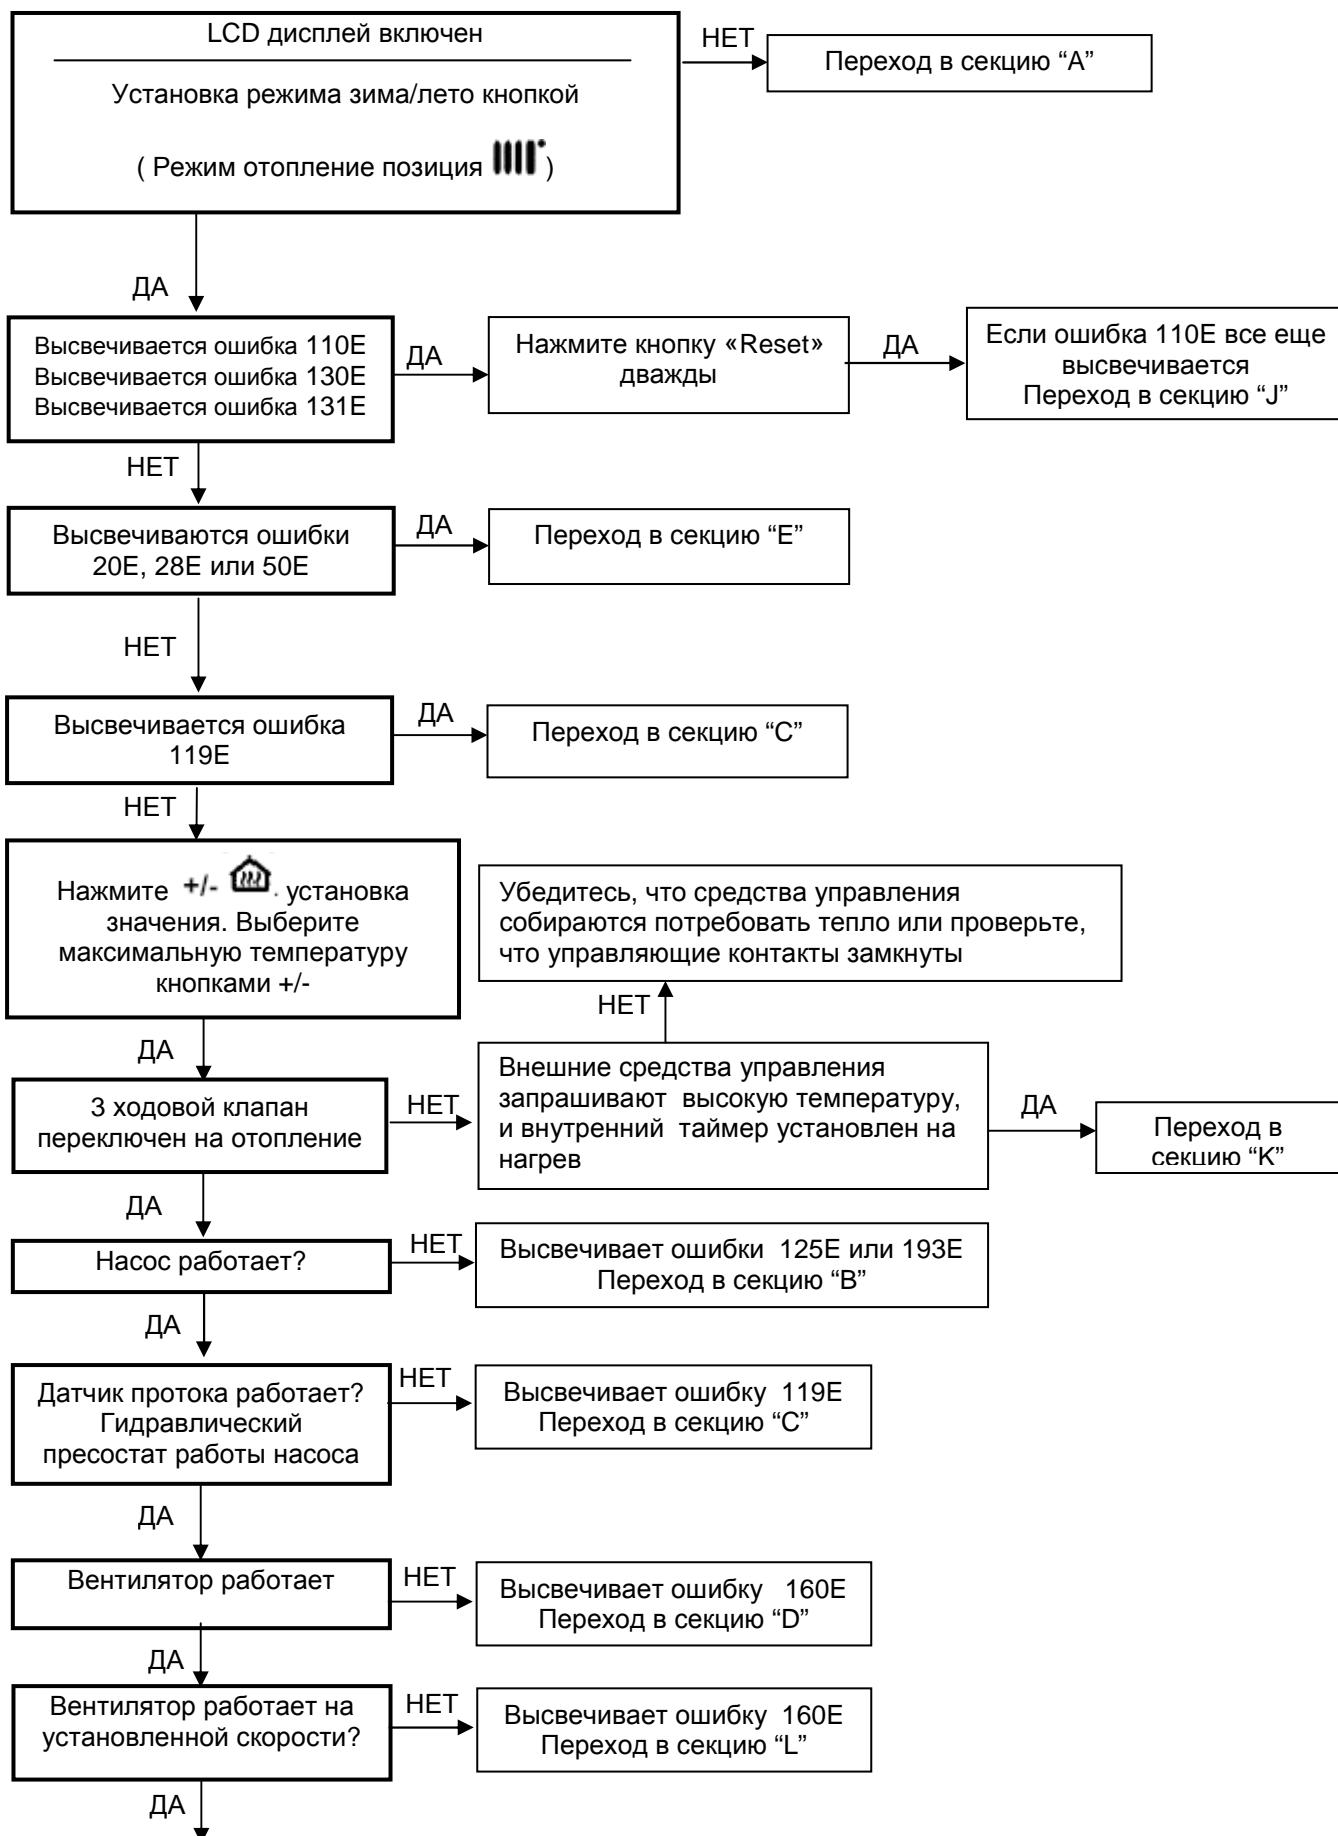 LCD дисплей включен
Установка режима зима/лето кнопкой
( Режим отопление позиция )
НЕТ
Переход в секцию “A”
ДА
Высвечивается ошибка 110E
Высвечивается ошибка 130E
Высвечивается ошибка 131E
ДА
Нажмите кнопку «Reset»
дважды
ДА
Если ошибка 110E все еще
высвечивается
Переход в секцию “J”
НЕТ
Высвечиваются ошибки
20E, 28E или 50E
ДА
Переход в секцию “E”
НЕТ
Высвечивается ошибка
119E
ДА
Переход в секцию “C”
НЕТ
Нажмите +/- . установка
значения. Выберите
максимальную температуру
кнопками +/-
Убедитесь, что средства управления
собираются потребовать тепло или проверьте,
что управляющие контакты замкнуты
НЕТ
ДА
3 ходовой клапан
переключен на отопление
НЕТ
Внешние средства управления
запрашивают высокую температуру,
и внутренний таймер установлен на
нагрев
ДА
Переход в
секцию “K”
ДА
Насос работает?
НЕТ
Высвечивает ошибки 125E или 193E
Переход в секцию “B”
ДА
Датчик протока работает?
Гидравлический
пресостат работы насоса
НЕТ
Высвечивает ошибку 119E
Переход в секцию “C”
ДА
Вентилятор работает
НЕТ
Высвечивает ошибку 160E
Переход в секцию “D”
ДА
Вентилятор работает на
установленной скорости?
НЕТ
Высвечивает ошибку 160E
Переход в секцию “L”
ДА